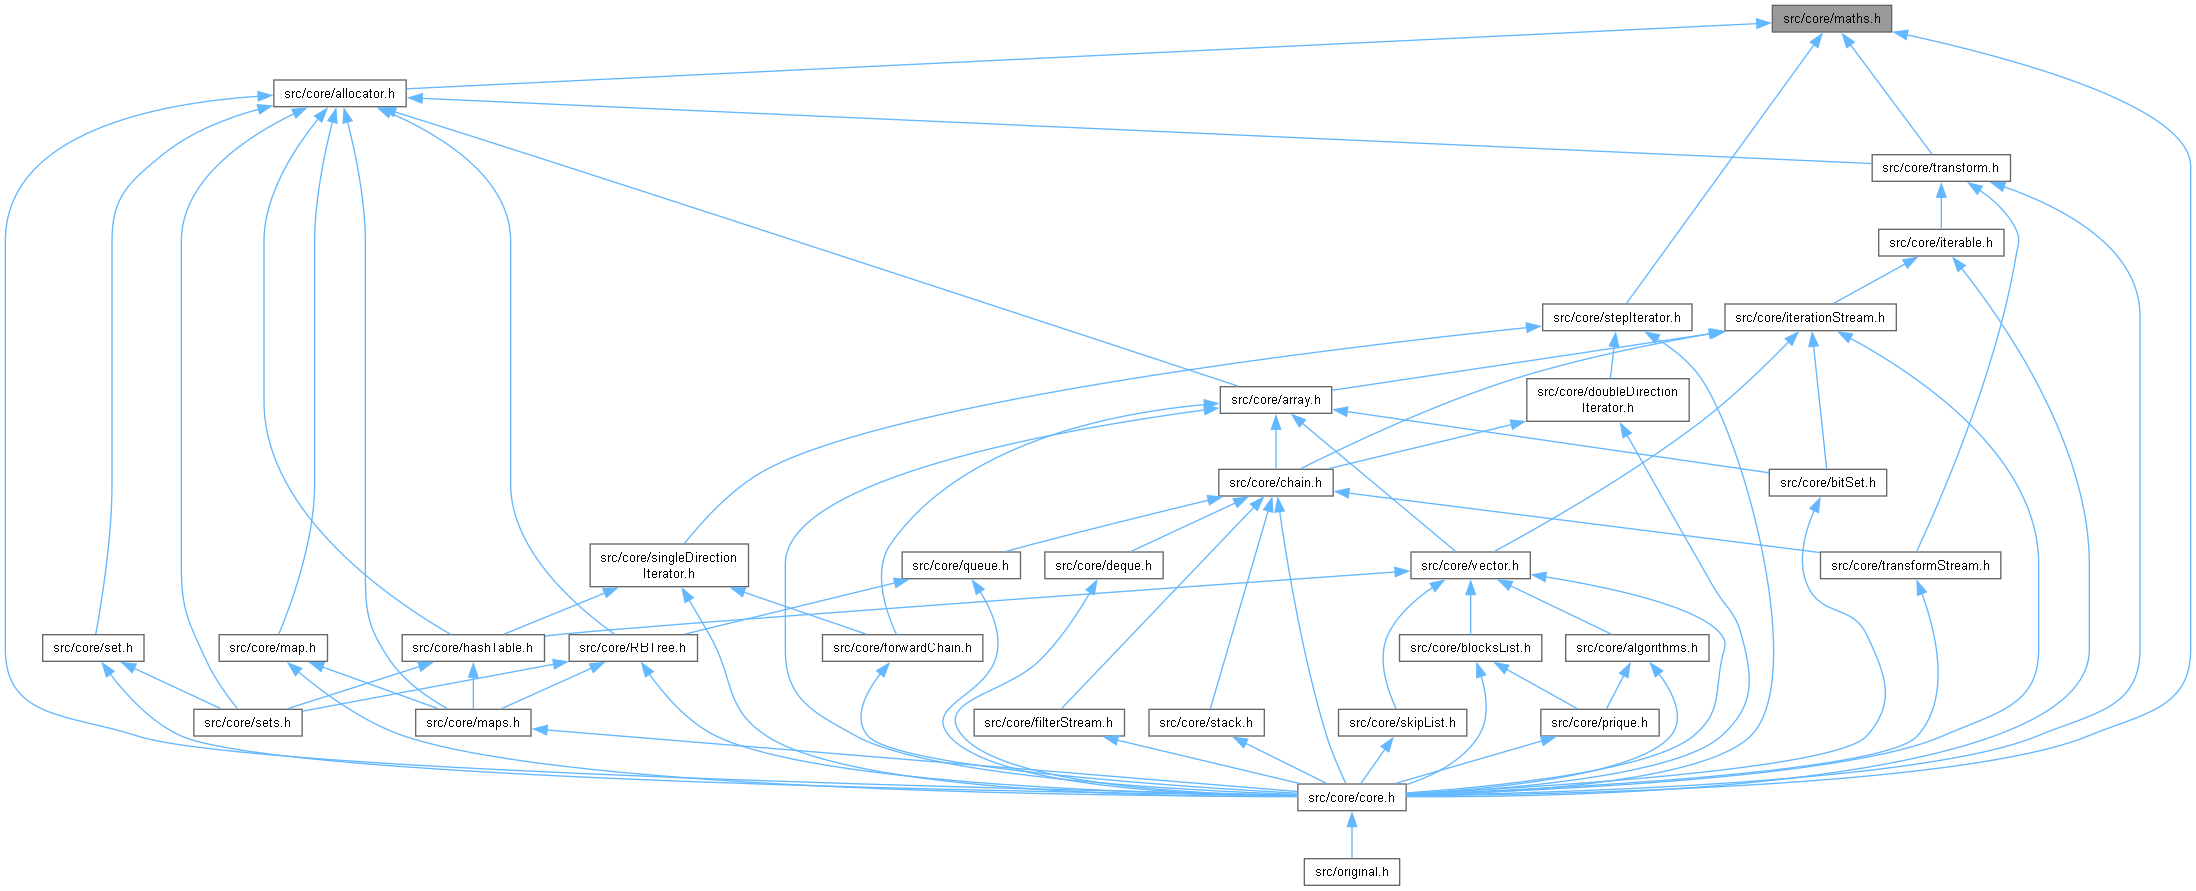 src/core/maths.h
src/core/allocator.h
src/core/transform.h
src/core/iterable.h
src/core/stepIterator.h
src/core/iterationStream.h
src/core/array.h
src/core/doubleDirection
Iterator.h
src/core/chain.h
src/core/bitSet.h
src/core/singleDirection
Iterator.h
src/core/queue.h
src/core/deque.h
src/core/vector.h
src/core/transformStream.h
src/core/set.h
src/core/map.h
src/core/hashTable.h
src/core/RBTree.h
src/core/forwardChain.h
src/core/blocksList.h
src/core/algorithms.h
src/core/sets.h
src/core/maps.h
src/core/filterStream.h
src/core/stack.h
src/core/skipList.h
src/core/prique.h
src/core/core.h
src/original.h